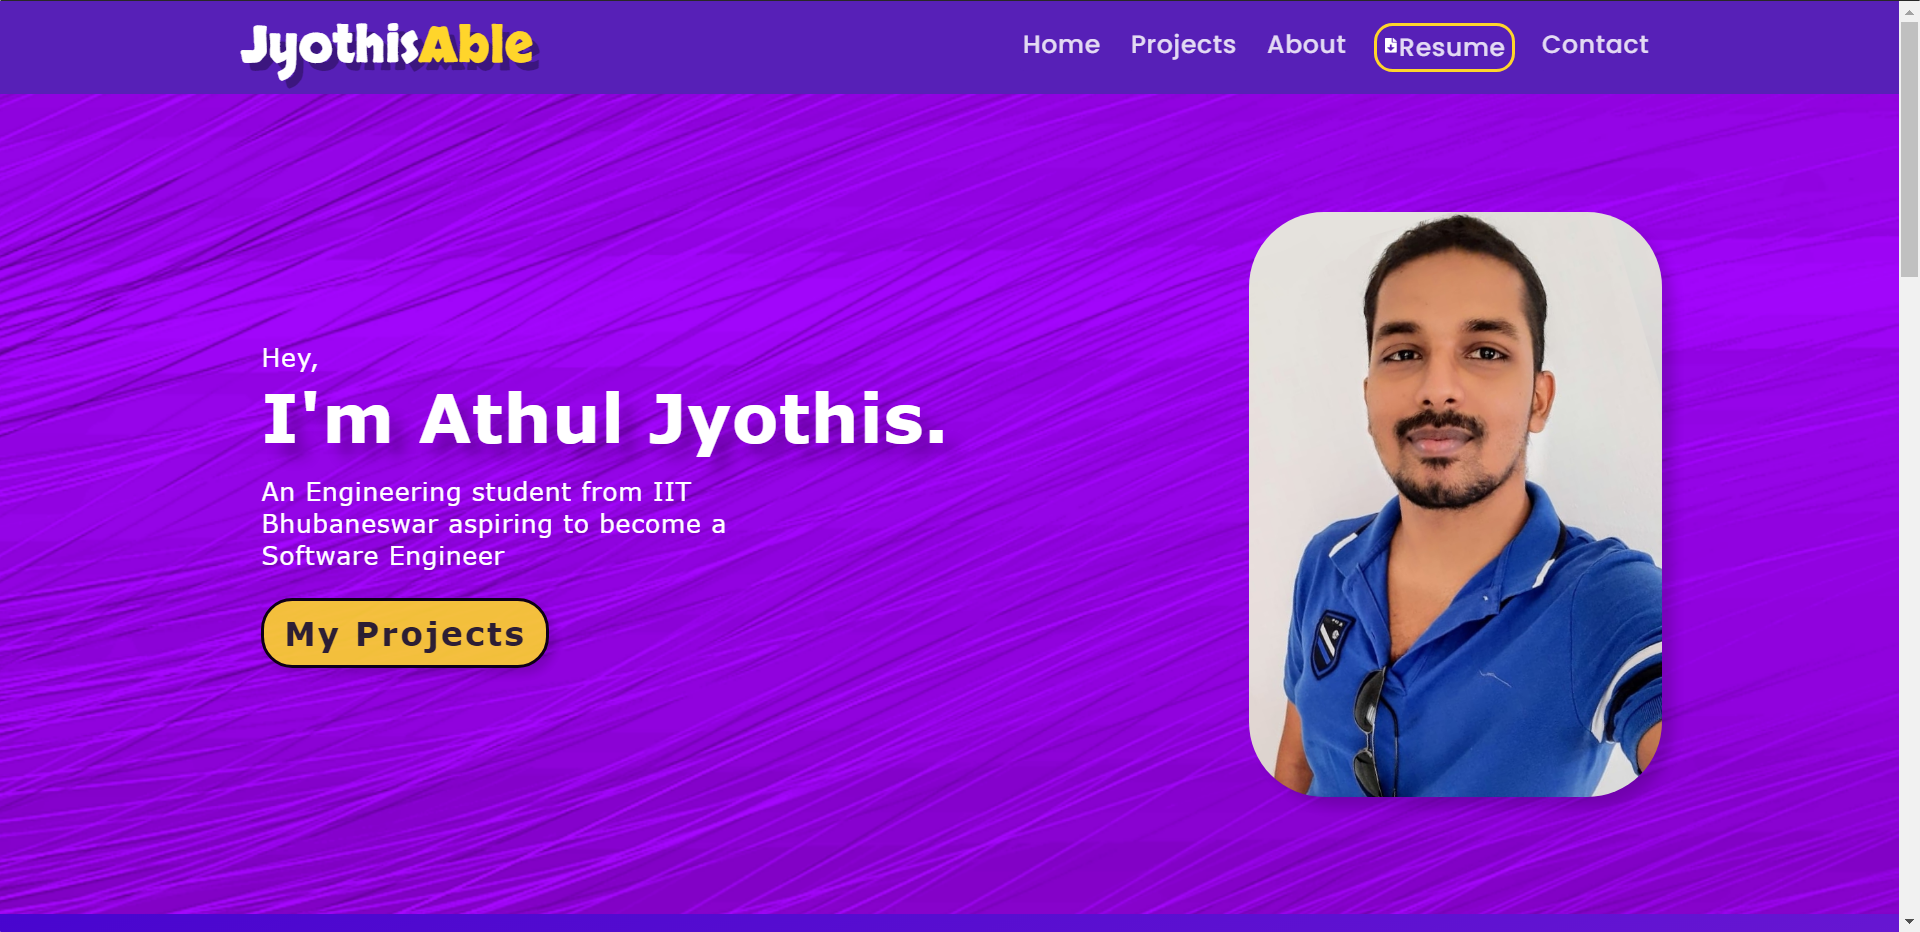 JyothisAble
Home Projects About Resume Contact
Hey,
I'm Athul Jyothis.
An Engineering student from IIT
Bhubaneswar aspiring to become a
Software Engineer
My Projects